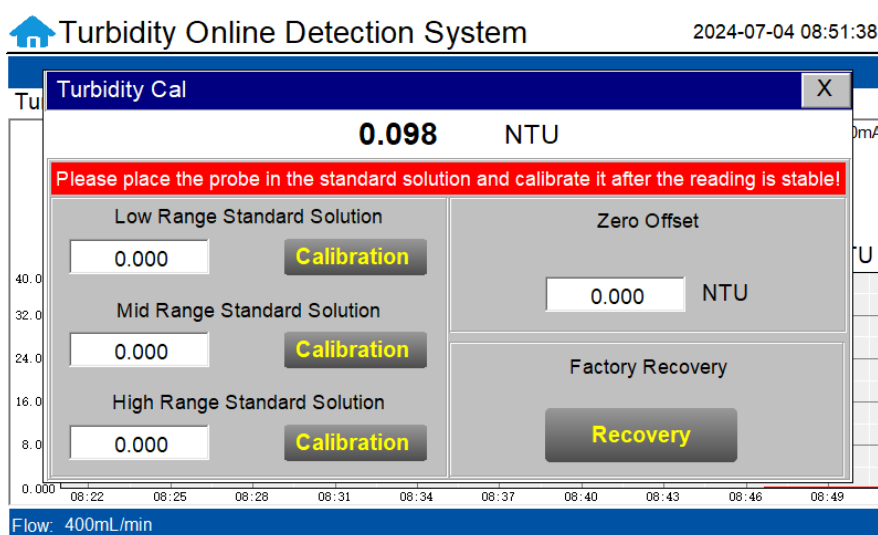 Turbidity Online Detection System
2024-07-04 08:51:38
Turbidity Cal
X
0.098 NTU
Please place the probe in the standard solution and calibrate it after the reading is stable!
Low Range Standard Solution
0.000
Calibration
Mid Range Standard Solution
0.000
Calibration
High Range Standard Solution
0.000
Calibration
Zero Offset
0.000 NTU
Factory Recovery
Recovery
40.0
32.0
24.0
16.0
8.0
0.000
08:22 08:25 08:28 08:31 08:34 08:37 08:40 08:43 08:46 08:49
Flow: 400mL/min